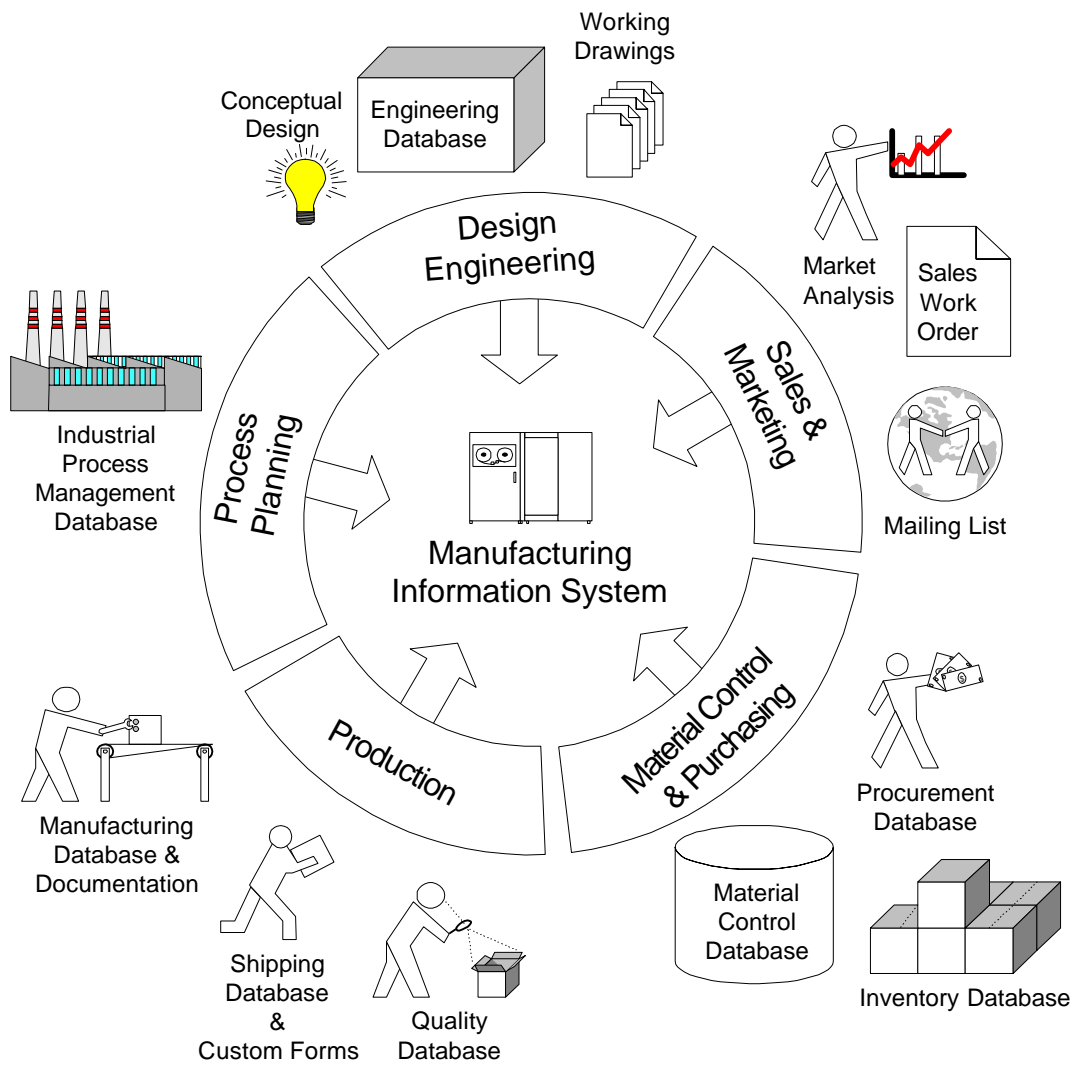 Working
Drawings
Conceptual
Design
Engineering
Database
Design
Engineering
Market
Analysis
Sales
Work
Order
Sales &
Marketing
Process
Planning
Industrial
Process
Management
Database
Mailing List
Manufacturing
Information System
Material Control
& Purchasing
Production
Procurement
Database
Manufacturing
Database &
Documentation
Material
Control
Database
Inventory Database
Shipping
Database
&
Custom Forms
Quality
Database
$